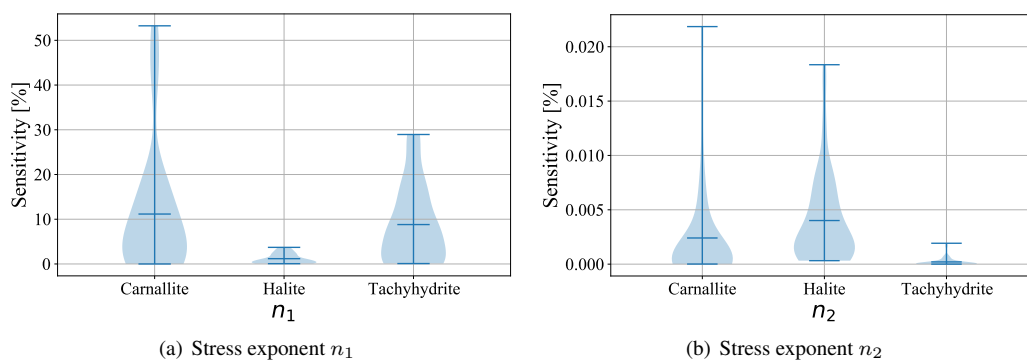 50
40
30
20
10
0
Sensitivity [%]
Carnallite Halite Tachyhydrite
n₁
(a) Stress exponent n₁
0.020
0.015
0.010
0.005
0.000
Sensitivity [%]
Carnallite Halite Tachyhydrite
n₂
(b) Stress exponent n₂